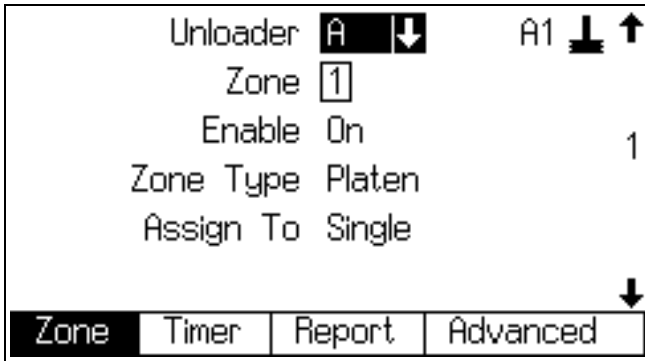 Unloader A A1
Zone 1
Enable On 1
Zone Type Platen
Assign To Single
Zone Timer Report Advanced